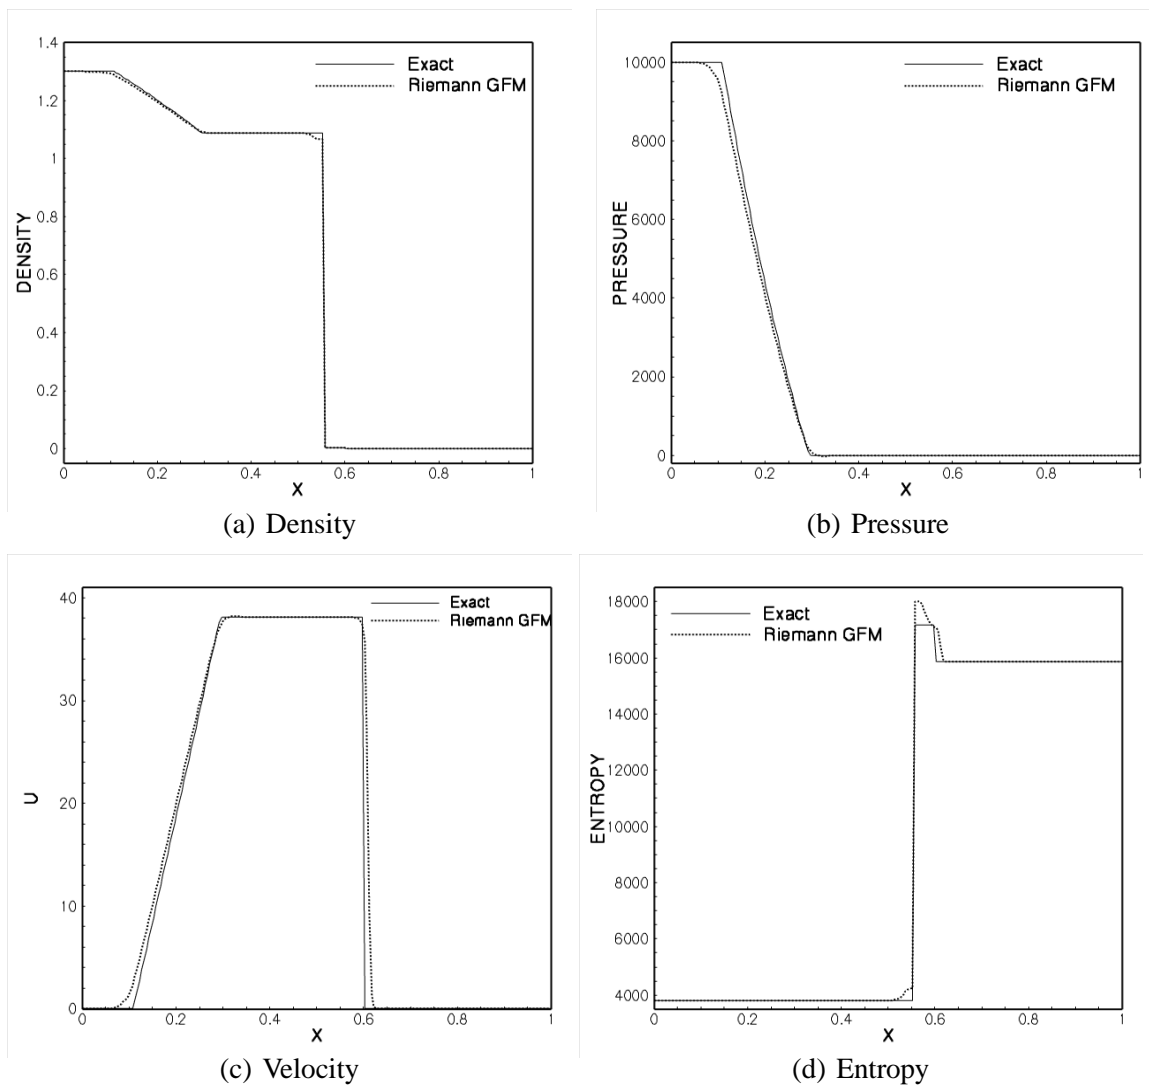 1.4
Exact
Riemann GFM
1.2
1
0.8
DENSITY
0.6
0.4
0.2
0
0 0.2 0.4 0.6 0.8 1
X
(a) Density
10000
Exact
Riemann GFM
8000
6000
PRESSURE
4000
2000
0
0 0.2 0.4 0.6 0.8 1
X
(b) Pressure
40
Exact
Riemann GFM
30
U
20
10
0
0 0.2 0.4 0.6 0.8 1
X
(c) Velocity
18000
Exact
Riemann GFM
16000
14000
12000
ENTROPY
10000
8000
6000
4000
0 0.2 0.4 0.6 0.8 1
X
(d) Entropy